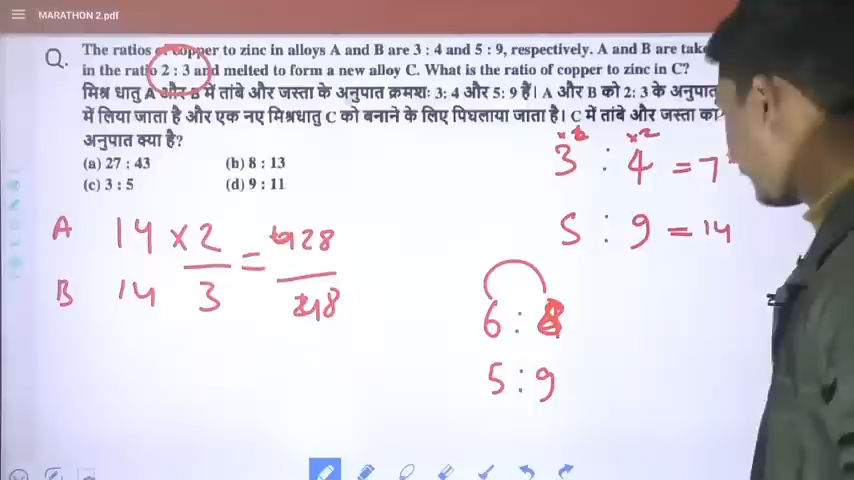 MARATHON 2.pdf
Q. The ratios of copper to zinc in alloys A and B are 3 : 4 and 5 : 9, respectively. A and B are
in the ratio 2 : 3 and melted to form a new alloy C. What is the ratio of copper to zinc in C?
मिश्र धातु A और B में तांबे और जस्ता के अनुपात क्रमशः 3: 4 और 5: 9 हैं। A और B को 2: 3 के अनुपात
में लिया जाता है और एक नए मिश्रधातु C को बनाने के लिए पिघलाया जाता है। C में तांबे और जस्ता का
अनुपात क्या है?
(a) 27 : 43 (b) 8 : 13
(c) 3 : 5 (d) 9 : 11
×2 ×2
3 : 4 = 7
5 : 9 = 14
A 14 × 2 = 28
B 14 3
6 : 8
5 : 9